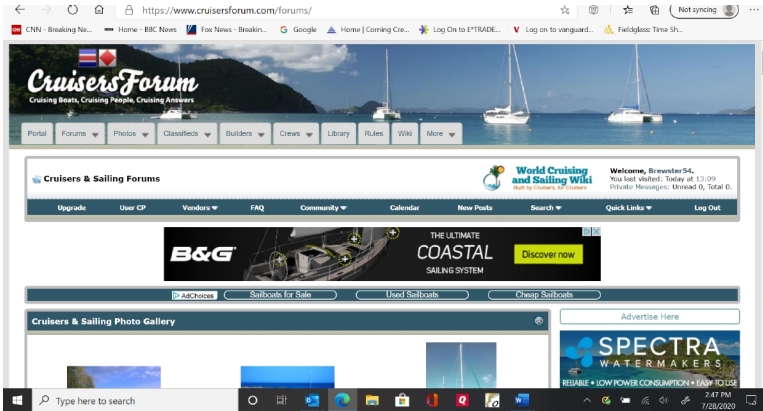 https://www.cruisersforum.com/forums/
Not syncing
CNN - Breaking Ne...
Home - BBC News
Fox News - Breakin...
Google
Home | Corning Cre...
Log On to E*TRADE...
Log on to vanguard...
Fieldglass: Time Sh...
CruisersForum
Cruising Boats, Cruising People, Cruising Answers
Portal Forums Photos Classifieds Builders Crews Library Rules Wiki More
Cruisers & Sailing Forums
World Cruising
and Sailing Wiki
Built by Cruisers, for Cruisers
Welcome, Brewster54.
You last visited: Today at 13:09
Private Messages: Unread 0, Total 0.
Upgrade User CP Vendors FAQ Community Calendar New Posts Search Quick Links Log Out
B&G
THE ULTIMATE
COASTAL
SAILING SYSTEM
Discover now
AdChoices Sailboats for Sale Used Sailboats Cheap Sailboats
Cruisers & Sailing Photo Gallery
Advertise Here
SPECTRA
WATERMAKERS
RELIABLE • LOW POWER CONSUMPTION • EASY TO USE
Type here to search
2:47 PM
7/28/2020